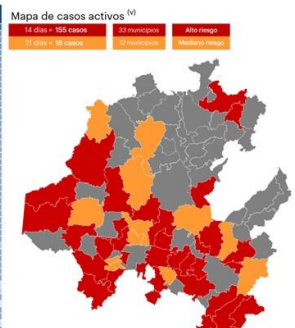 Mapa de casos activos (v)
14 días = 155 casos 33 municipios Alto riesgo
21 días = 18 casos 12 municipios Mediano riesgo